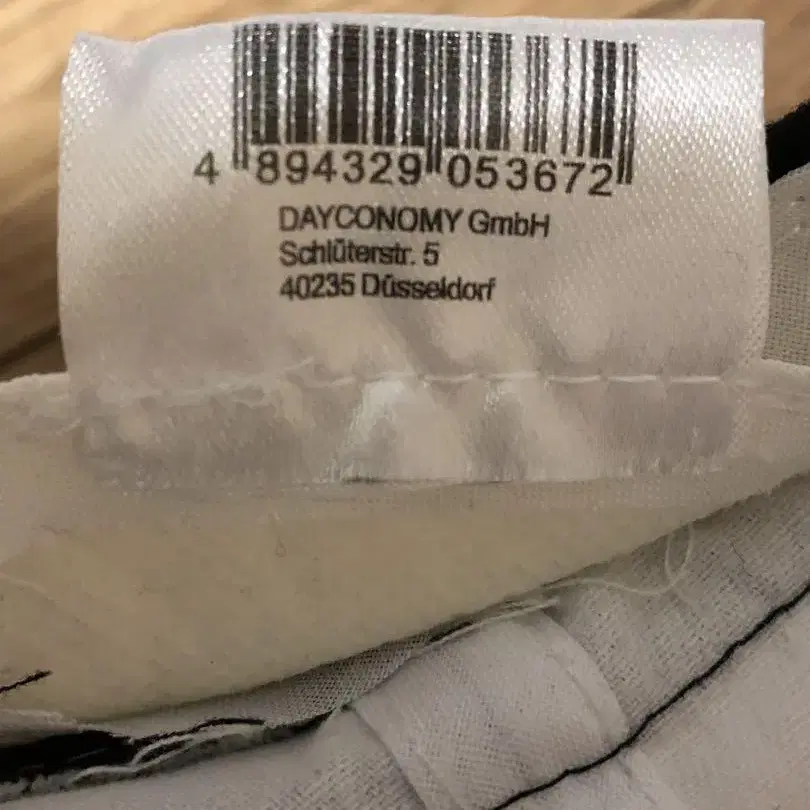 4 894329 053672
DAYCONOMY GmbH
Schlüterstr. 5
40235 Düsseldorf